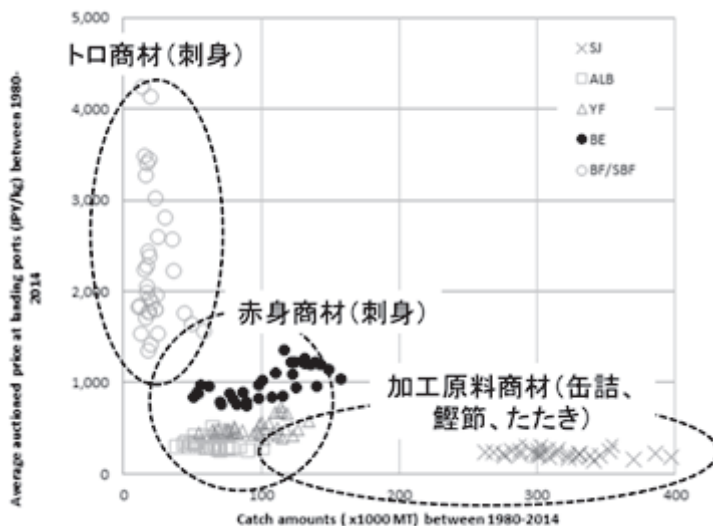 5,000
4,000
3,000
2,000
1,000
0
0
100
200
300
400
Average auctioned price at landing ports (JPY/kg) between 1980-
2014
Catch amounts ( x1000 MT) between 1980-2014
トロ商材(刺身)
SJ
ALB
YF
BE
BF/SBF
赤身商材(刺身)
加工原料商材(缶詰、
鰹節、たたき)